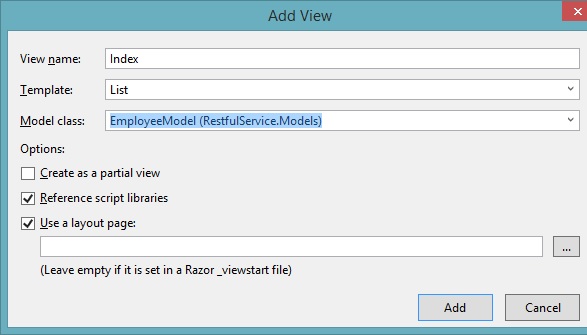 Add View
View name: Index
Template: List
Model class: EmployeeModel (RestfulService.Models)
Options:
Create as a partial view
Reference script libraries
Use a layout page:
...
(Leave empty if it is set in a Razor _viewstart file)
Add Cancel